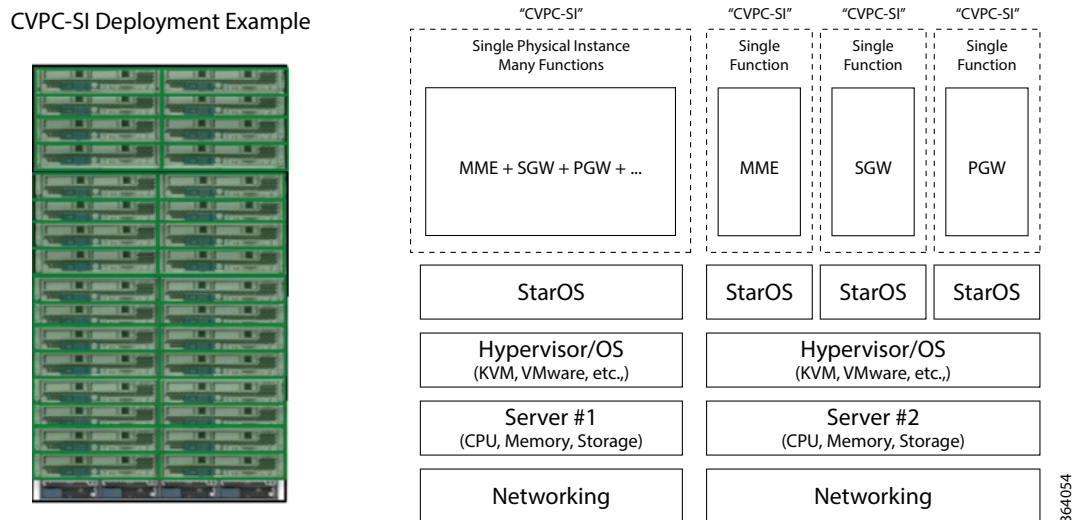 CVPC-SI Deployment Example
"CVPC-SI"
Single Physical Instance
Many Functions
MME + SGW + PGW + ...
"CVPC-SI"
Single
Function
MME
"CVPC-SI"
Single
Function
SGW
"CVPC-SI"
Single
Function
PGW
StarOS
StarOS
StarOS
StarOS
Hypervisor/OS
(KVM, VMware, etc.,)
Hypervisor/OS
(KVM, VMware, etc.,)
Server #1
(CPU, Memory, Storage)
Server #2
(CPU, Memory, Storage)
Networking
Networking
364054